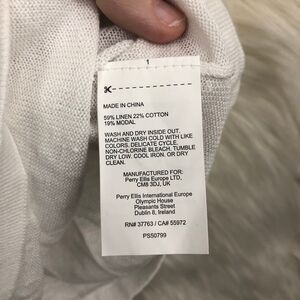 1
MADE IN CHINA
59% LINEN 22% COTTON
19% MODAL
WASH AND DRY INSIDE OUT.
MACHINE WASH COLD WITH LIKE
COLORS, DELICATE CYCLE.
NON-CHLORINE BLEACH. TUMBLE
DRY LOW. COOL IRON, OR DRY
CLEAN.
MANUFACTURED FOR:
Perry Ellis Europe LTD,
CM8 3DJ, UK
Perry Ellis International Europe
Olympic House
Pleasants Street
Dublin 8, Ireland
RN# 37763 / CA# 55972
PS50799